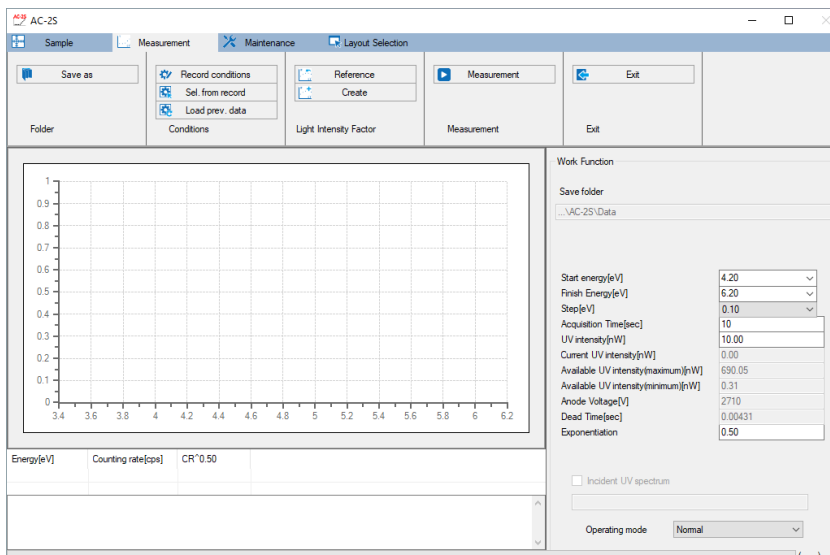 AC-2S
Sample Measurement Maintenance Layout Selection
Save as Record conditions Reference Measurement Exit
Sel. from record Create
Load prev. data
Folder Conditions Light Intensity Factor Measurement Exit
Work Function
Save folder
...\AC-2S\Data
1
0.9
0.8
0.7
0.6
0.5
0.4
0.3
0.2
0.1
0
3.4 3.6 3.8 4 4.2 4.4 4.6 4.8 5 5.2 5.4 5.6 5.8 6 6.2
Start energy[eV] 4.20
Finish Energy[eV] 6.20
Step[eV] 0.10
Acquisition Time[sec] 10
UV intensity[nW] 10.00
Current UV intensity[nW] 0.00
Available UV intensity(maximum)[nW] 690.05
Available UV intensity(minimum)[nW] 0.31
Anode Voltage[V] 2710
Dead Time[sec] 0.00431
Exponentiation 0.50
Energy[eV] Counting rate[cps] CR^0.50
Incident UV spectrum
Operating mode Normal